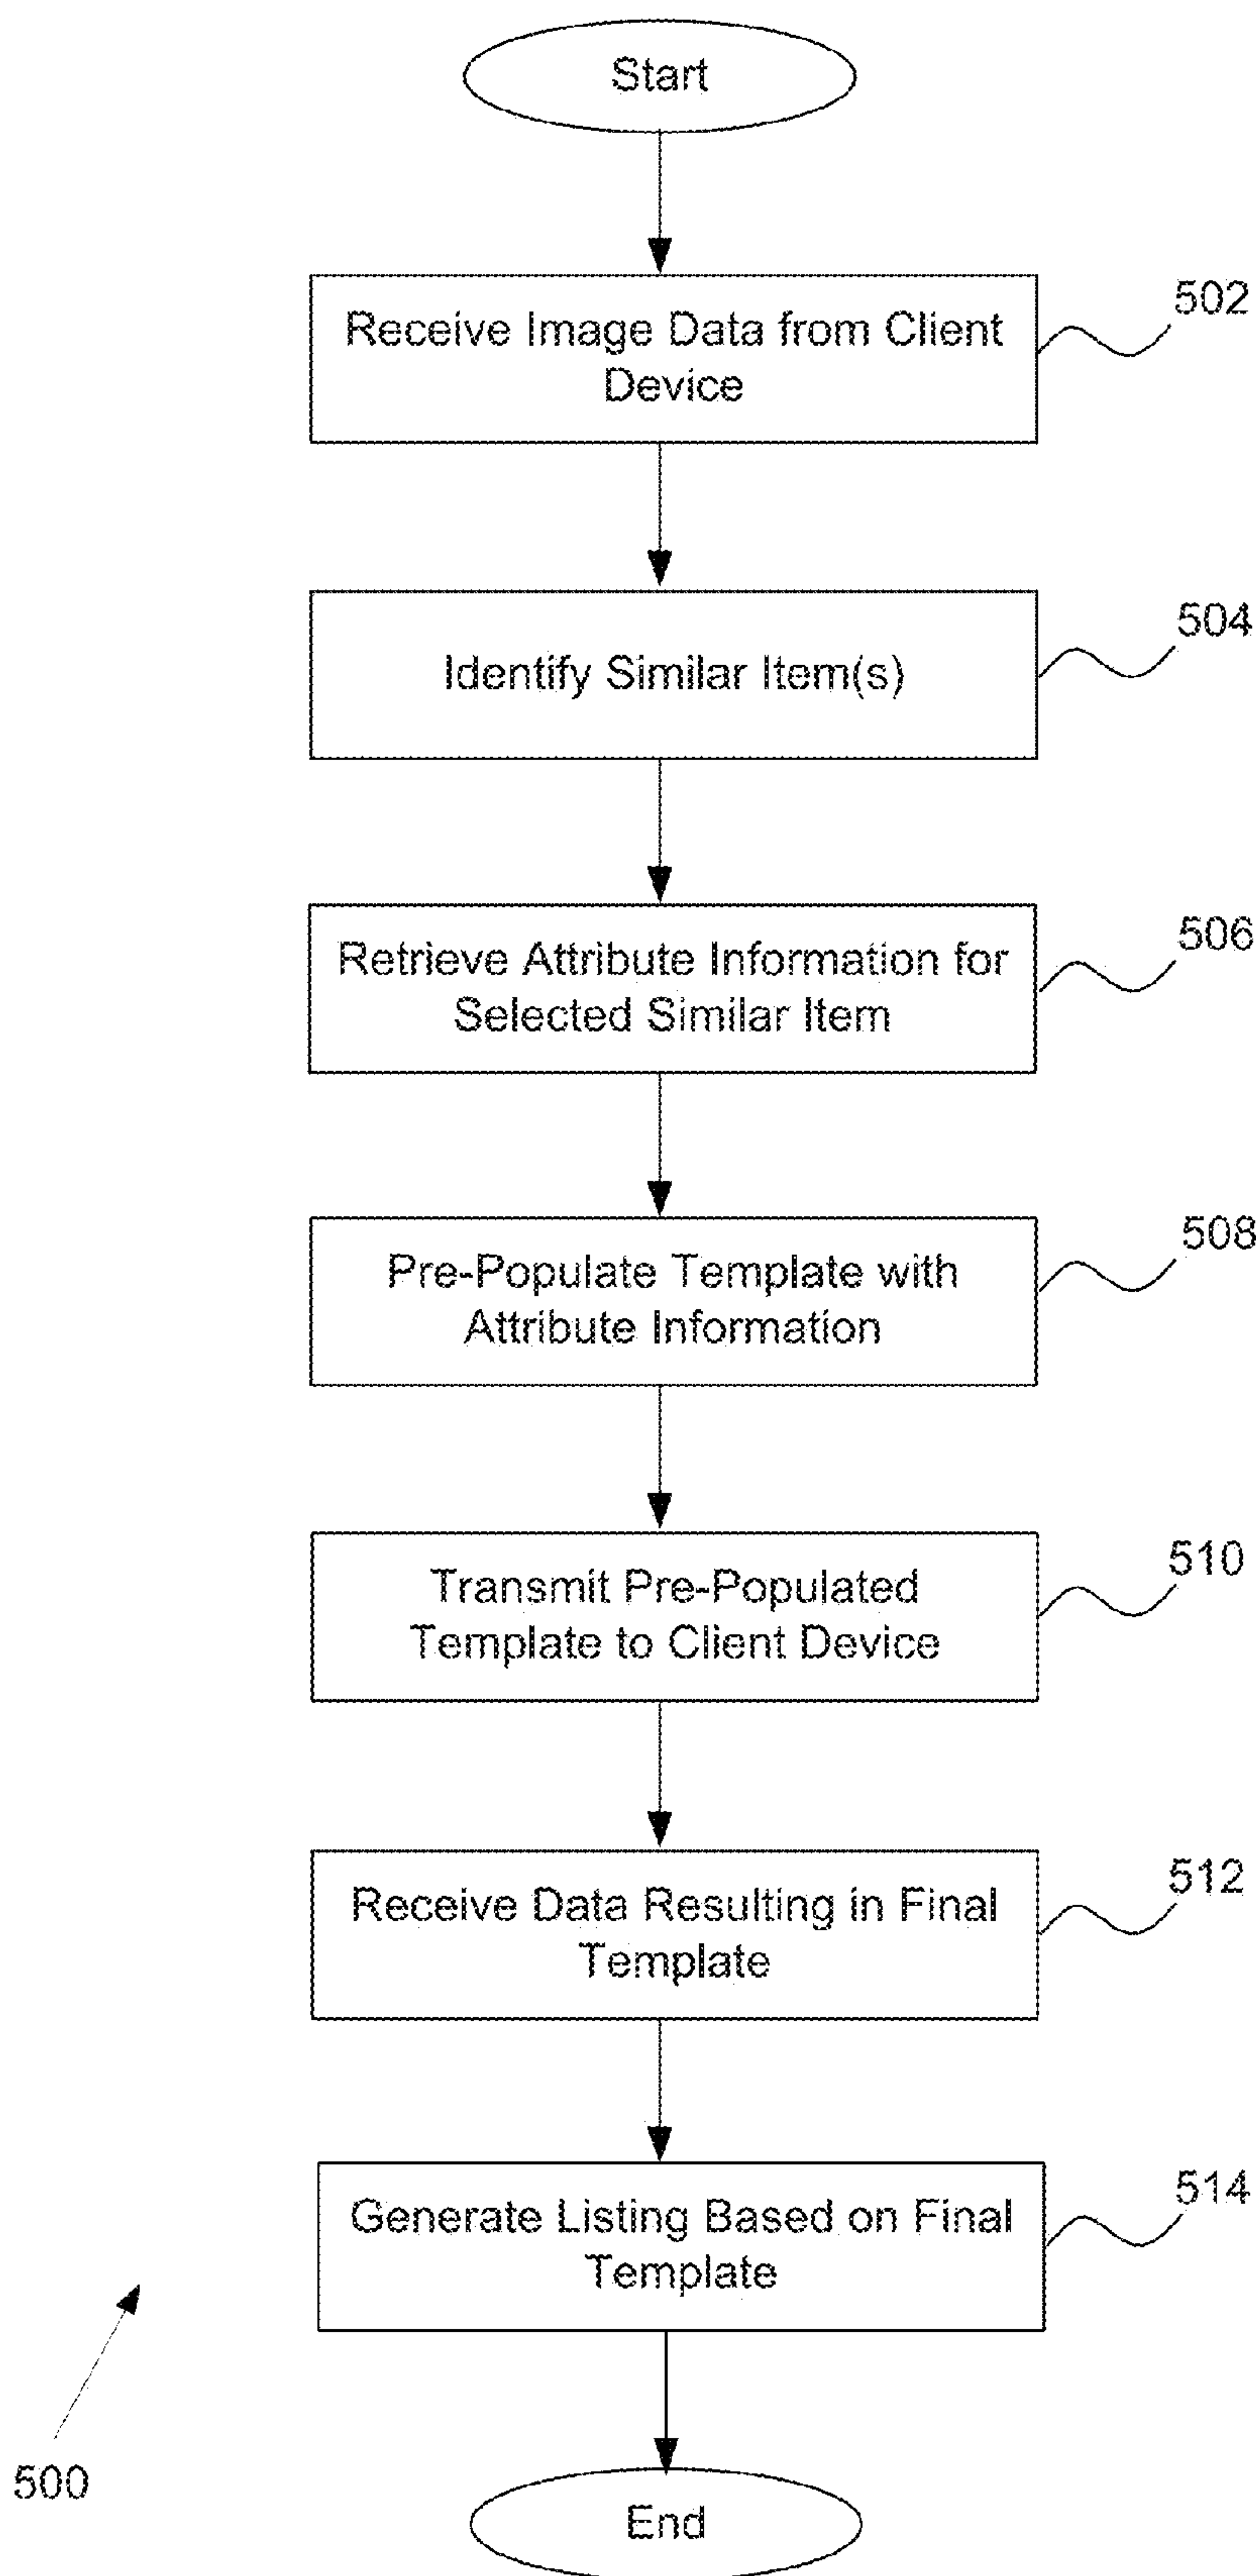 Start
Receive Image Data from Client
Device
502
Identify Similar Item(s)
504
Retrieve Attribute Information for
Selected Similar Item
506
Pre-Populate Template with
Attribute Information
508
Transmit Pre-Populated
Template to Client Device
510
Receive Data Resulting in Final
Template
512
Generate Listing Based on Final
Template
514
500
End